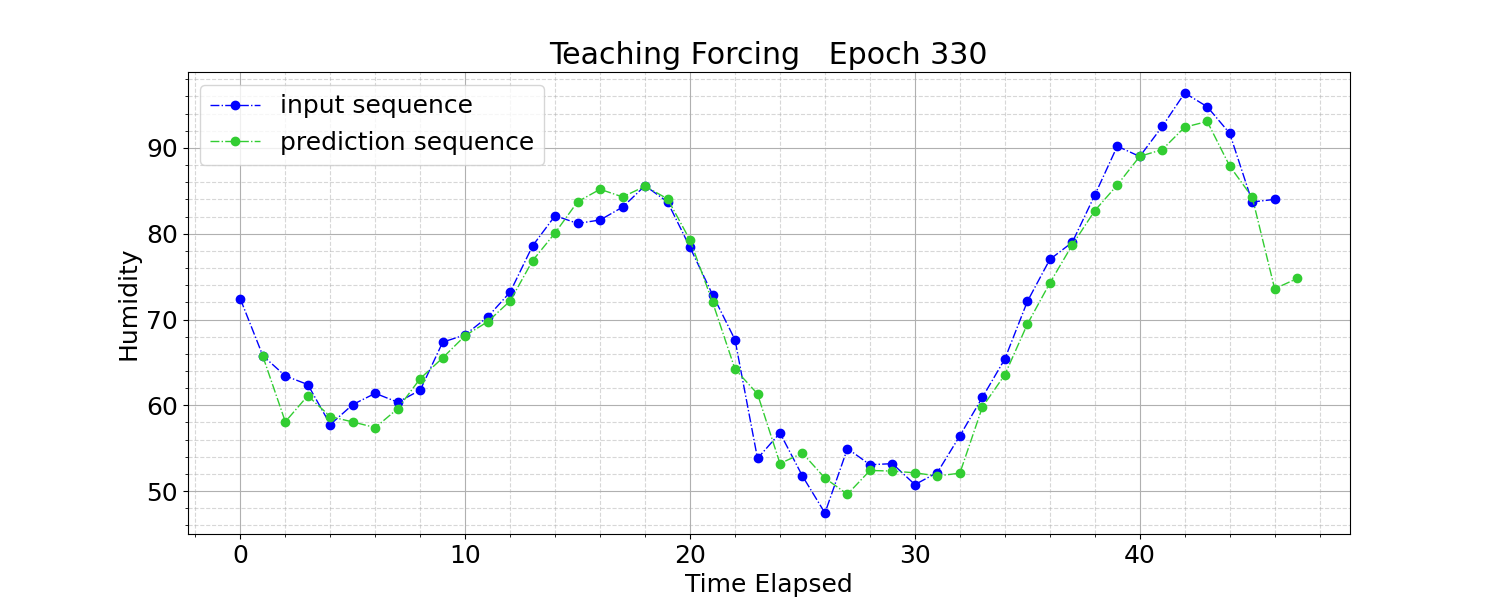 Teaching Forcing   Epoch 330
input sequence
prediction sequence
Humidity
90
80
70
60
50
0 10 20 30 40
Time Elapsed